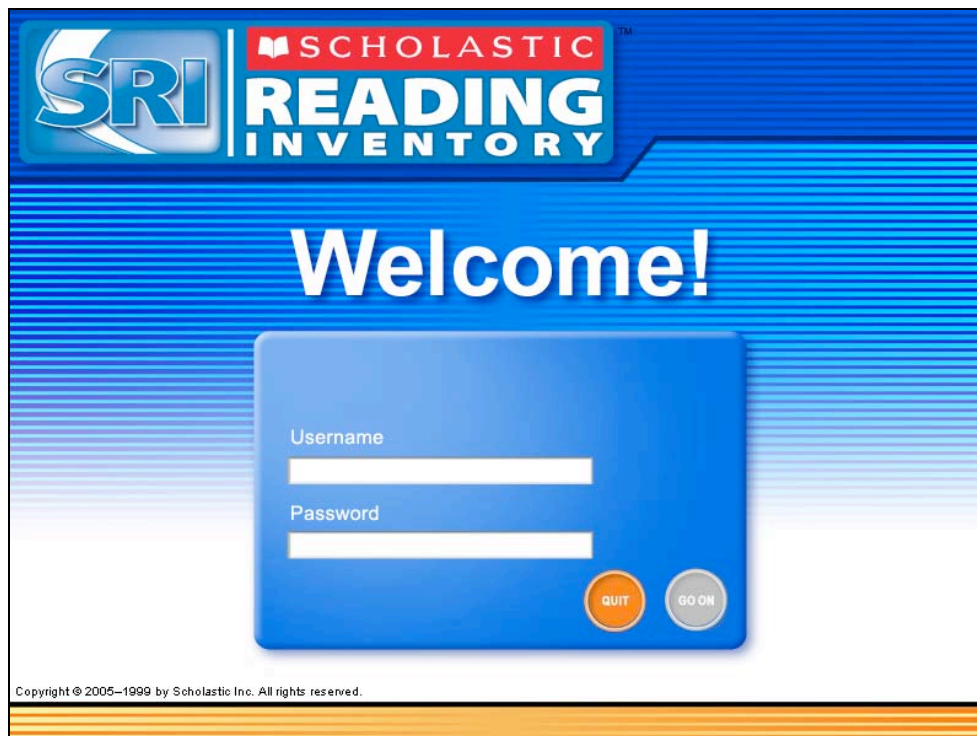 SRI
SCHOLASTIC TM
READING
INVENTORY
Welcome!
Username
Password
QUIT GO ON
Copyright © 2005–1999 by Scholastic Inc. All rights reserved.